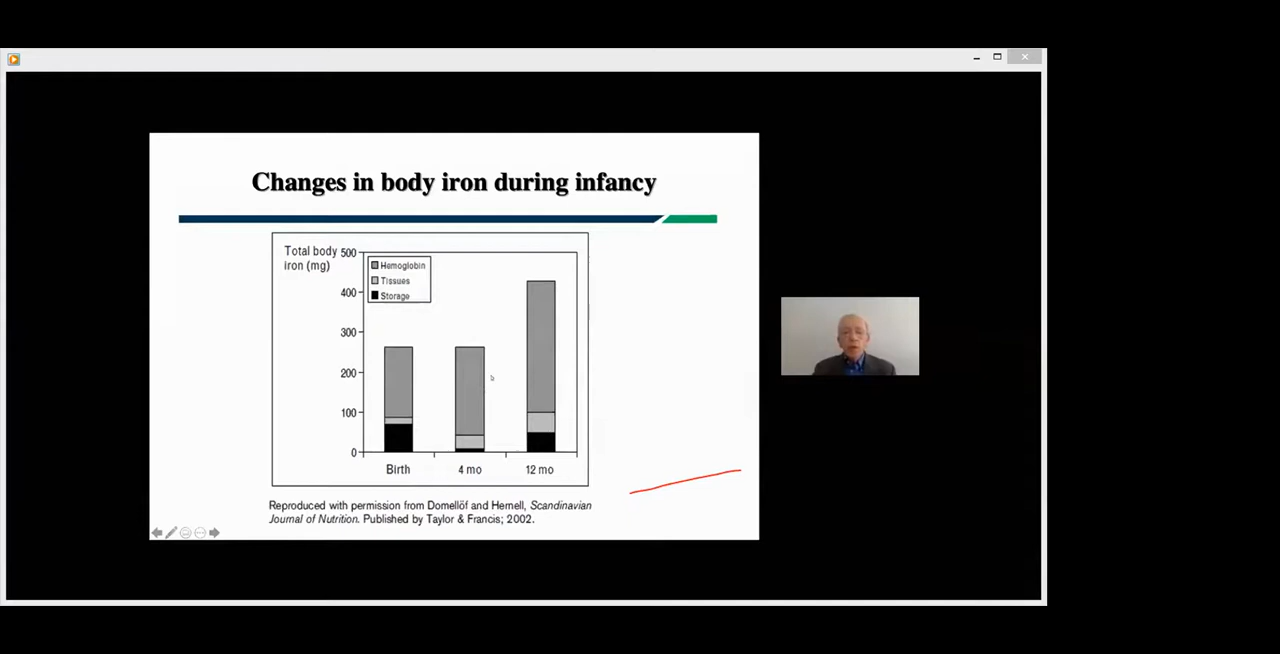 Changes in body iron during infancy
Total body
iron (mg)
500
400
300
200
100
0
Hemoglobin
Tissues
Storage
Birth 4 mo 12 mo
Reproduced with permission from Domellöf and Hernell, Scandinavian
Journal of Nutrition. Published by Taylor & Francis; 2002.